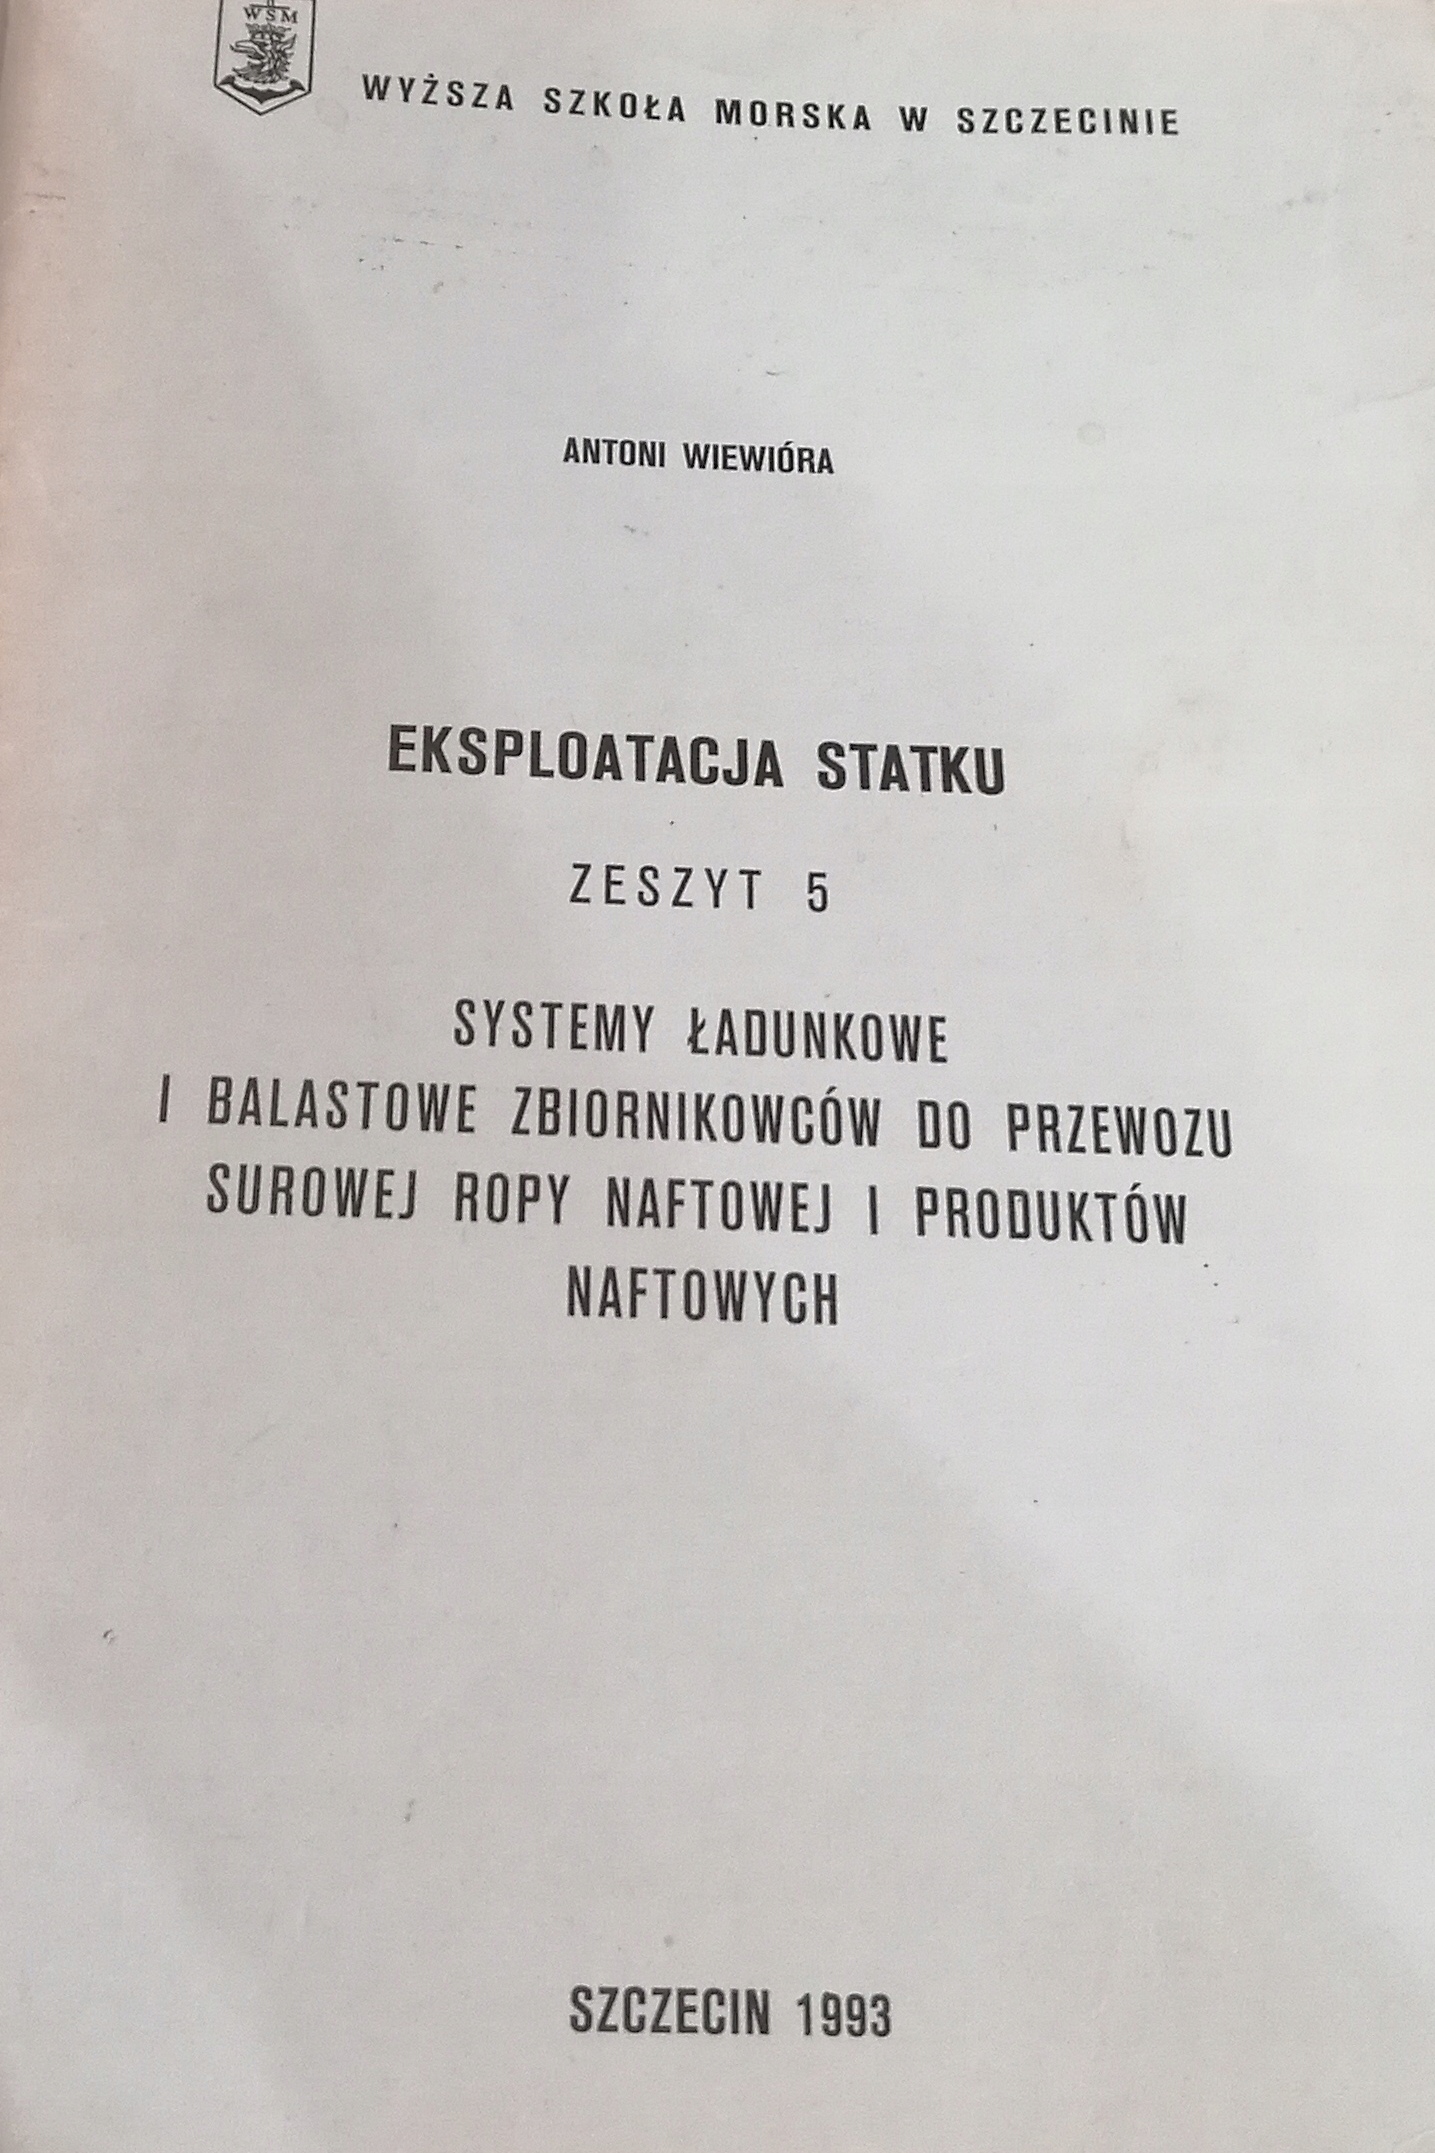 WSM
WYŻSZA SZKOŁA MORSKA W SZCZECINIE
ANTONI WIEWIÓRA
EKSPLOATACJA STATKU
ZESZYT 5
SYSTEMY ŁADUNKOWE
I BALASTOWE ZBIORNIKOWCÓW DO PRZEWOZU
SUROWEJ ROPY NAFTOWEJ I PRODUKTÓW
NAFTOWYCH
SZCZECIN 1993